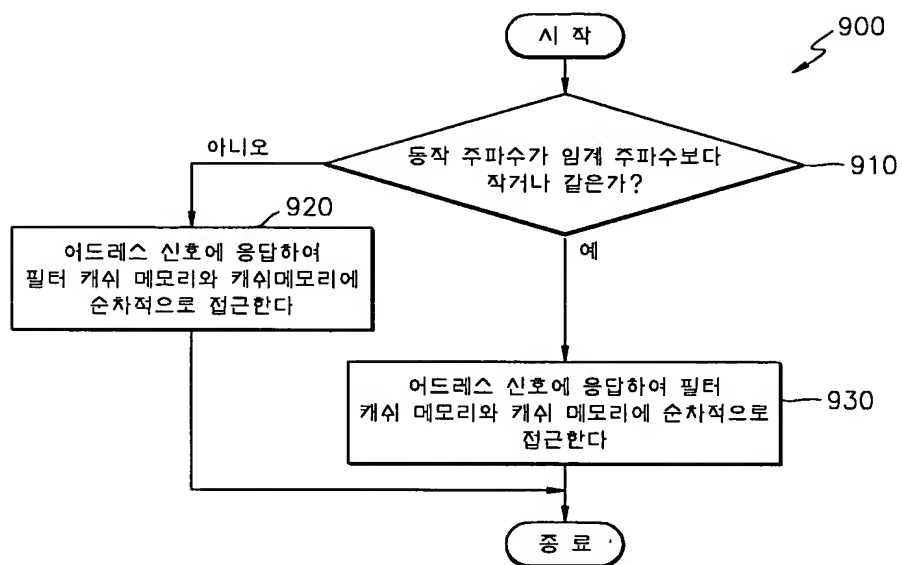 시 작
900
동작 주파수가 임계 주파수보다
작거나 같은가?
910
아니오
예
920
어드레스 신호에 응답하여
필터 캐쉬 메모리와 캐쉬메모리에
순차적으로 접근한다
어드레스 신호에 응답하여 필터
캐쉬 메모리와 캐쉬 메모리에 순차적으로
접근한다
930
종 료